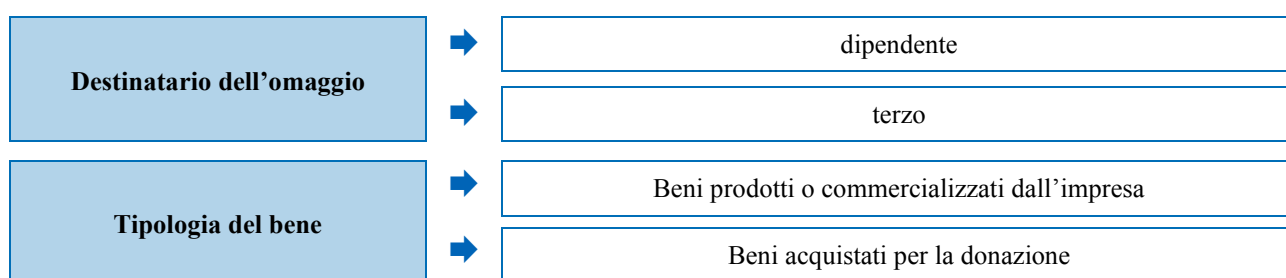 Destinatario dell’omaggio
dipendente
terzo
Tipologia del bene
Beni prodotti o commercializzati dall’impresa
Beni acquistati per la donazione